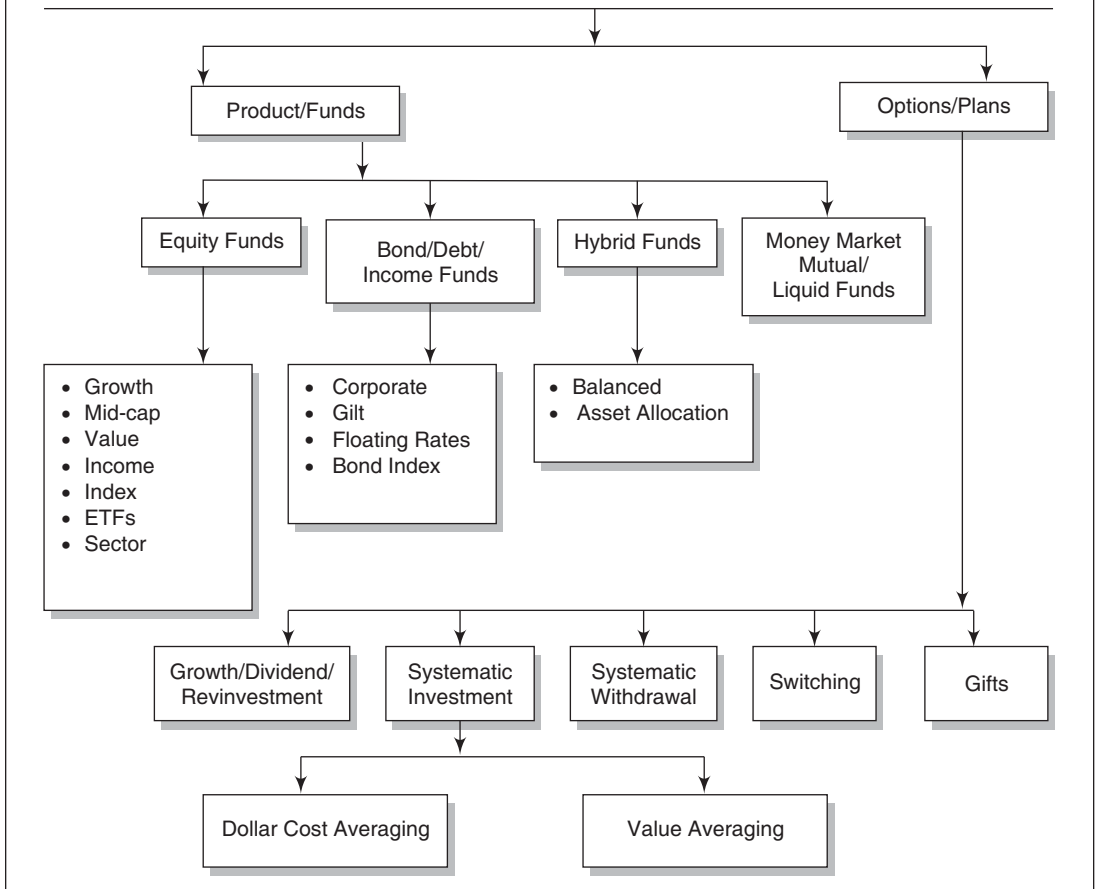 Product/Funds
Options/Plans
Equity Funds
Bond/Debt/
Income Funds
Hybrid Funds
Money Market
Mutual/
Liquid Funds
• Growth
• Mid-cap
• Value
• Income
• Index
• ETFs
• Sector
• Corporate
• Gilt
• Floating Rates
• Bond Index
• Balanced
• Asset Allocation
Growth/Dividend/
Revinvestment
Systematic
Investment
Systematic
Withdrawal
Switching
Gifts
Dollar Cost Averaging
Value Averaging